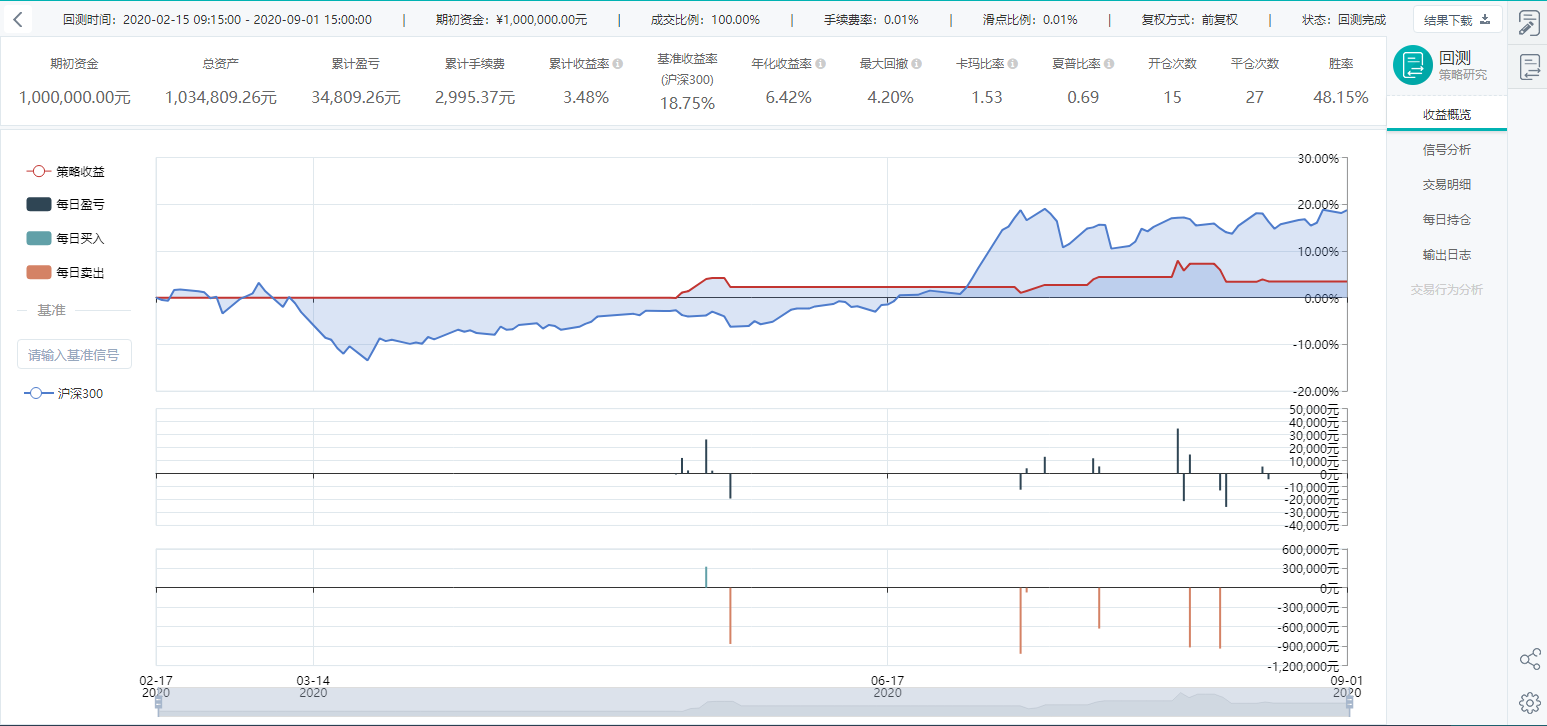 回测时间：2020-02-15 09:15:00 - 2020-09-01 15:00:00 | 期初资金：¥1,000,000.00元 | 成交比例：100.00% | 手续费率：0.01% | 滑点比例：0.01% | 复权方式：前复权 | 状态：回测完成 结果下载
期初资金 总资产 累计盈亏 累计手续费 累计收益率 基准收益率 (沪深300) 年化收益率 最大回撤 卡玛比率 夏普比率 开仓次数 平仓次数 胜率
1,000,000.00元 1,034,809.26元 34,809.26元 2,995.37元 3.48% 18.75% 6.42% 4.20% 1.53 0.69 15 27 48.15%
回测
策略研究
收益概览
信号分析
交易明细
每日持仓
输出日志
交易行为分析
策略收益
每日盈亏
每日买入
每日卖出
基准
请输入基准信号
沪深300
30.00%
20.00%
10.00%
0.00%
-10.00%
-20.00%
50,000元
40,000元
30,000元
20,000元
10,000元
0元
-10,000元
-20,000元
-30,000元
-40,000元
600,000元
300,000元
0元
-300,000元
-600,000元
-900,000元
-1,200,000元
02-17 03-14 06-17 09-01
2020 2020 2020 2020